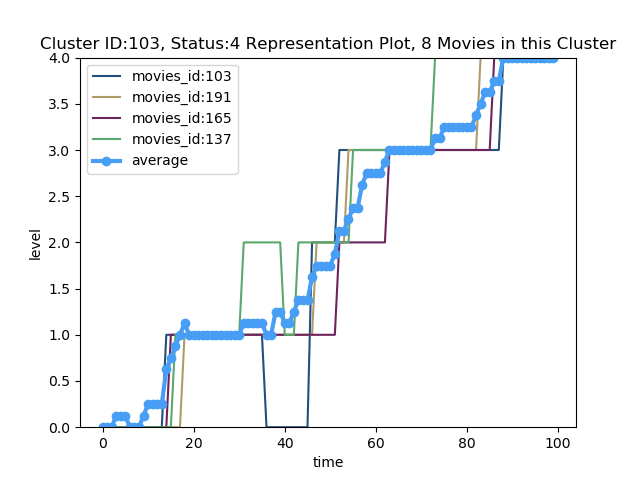 Cluster ID:103, Status:4 Representation Plot, 8 Movies in this Cluster
4.0
3.5
3.0
2.5
2.0
1.5
1.0
0.5
0.0
level
movies_id:103
movies_id:191
movies_id:165
movies_id:137
average
0 20 40 60 80 100
time